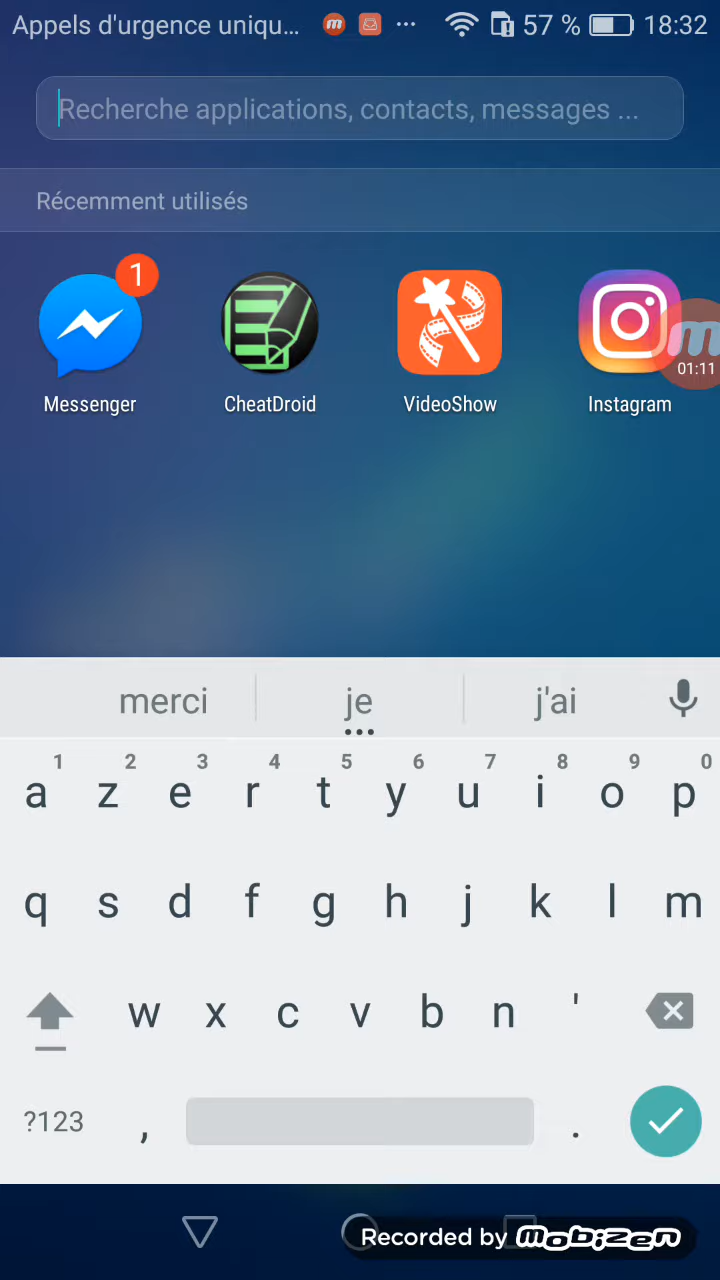 Appels d'urgence uniqu... 57 % 18:32
Recherche applications, contacts, messages ...
Récemment utilisés
1
01:11
Messenger CheatDroid VideoShow Instagram
merci je j'ai
1 2 3 4 5 6 7 8 9 0
a z e r t y u i o p
q s d f g h j k l m
w x c v b n '
?123 , .
Recorded by mobizen